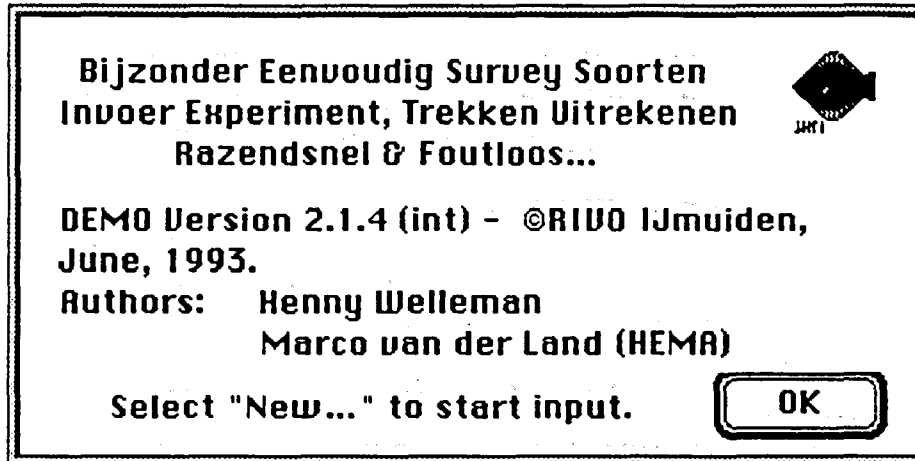 Bijzonder Eenvoudig Survey Soorten
Invoer Experiment, Trekken Uitrekenen
Razendsnel & Foutloos...
DEMO Version 2.1.4 (int) - ©RIVO IJmuiden,
June, 1993.
Authors: Henny Welleman
Marco van der Land (HEMA)
Select "New..." to start input.
OK